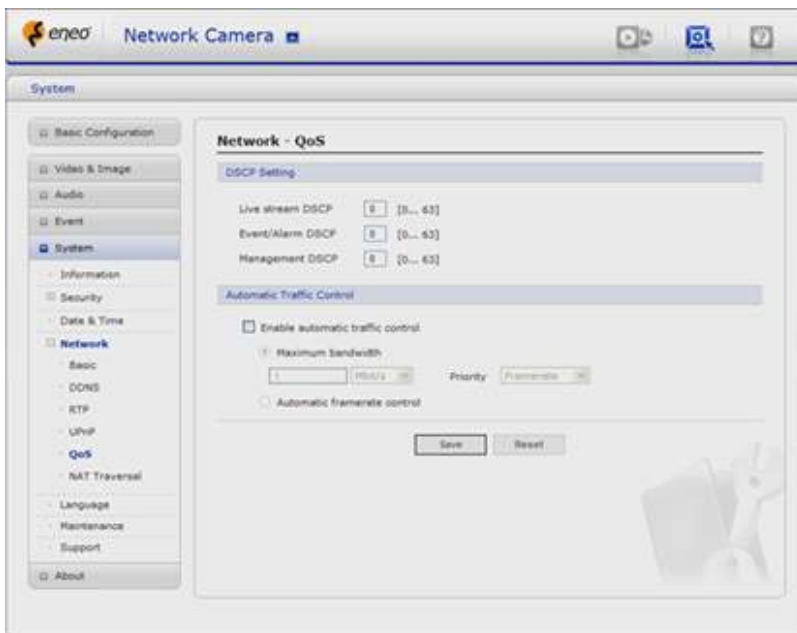 eneo Network Camera
System
Basic Configuration
Video & Image
Audio
Event
System
Information
Security
Date & Time
Network
Basic
DDNS
RTP
UPnP
QoS
NAT Traversal
Language
Maintenance
Support
About
Network - QoS
DSCP Setting
Live stream DSCP 0 [0... 63]
Event/Alarm DSCP 0 [0... 63]
Management DSCP 0 [0... 63]
Automatic Traffic Control
Enable automatic traffic control
Maximum bandwidth
1 Mbit/s Priority Framerate
Automatic framerate control
Save Reset